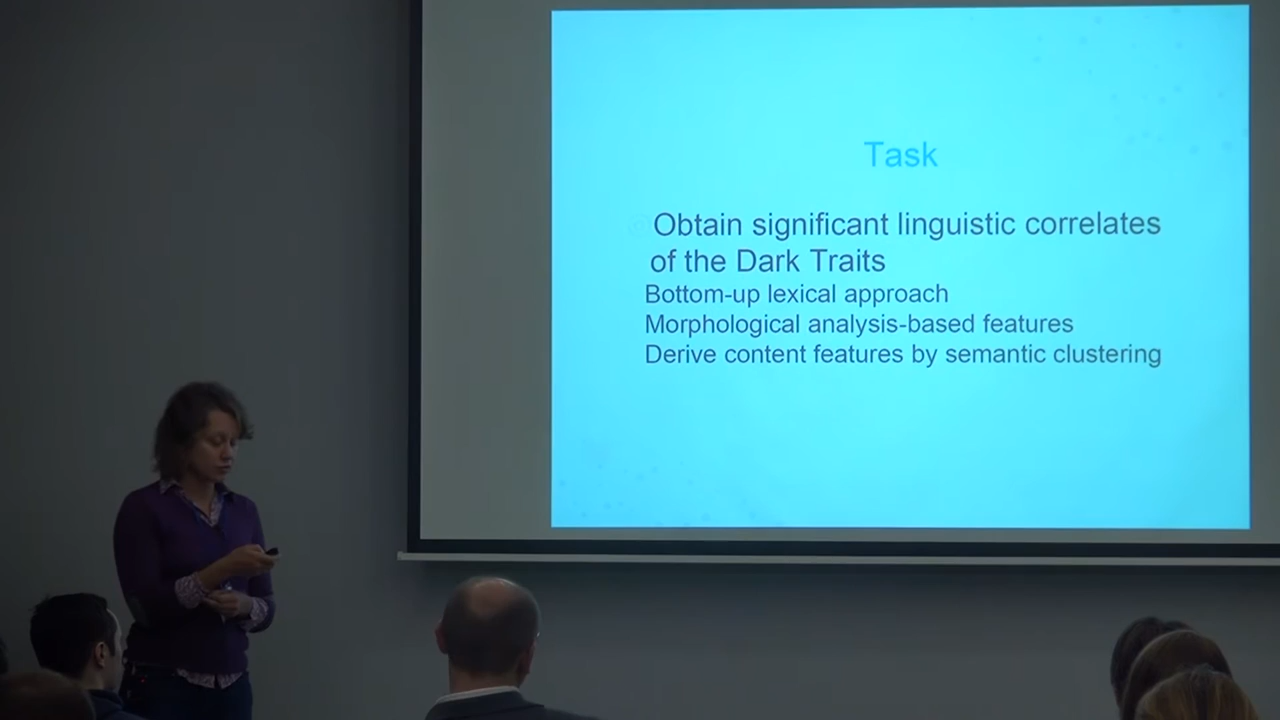 Task
Obtain significant linguistic correlates
of the Dark Traits
Bottom-up lexical approach
Morphological analysis-based features
Derive content features by semantic clustering